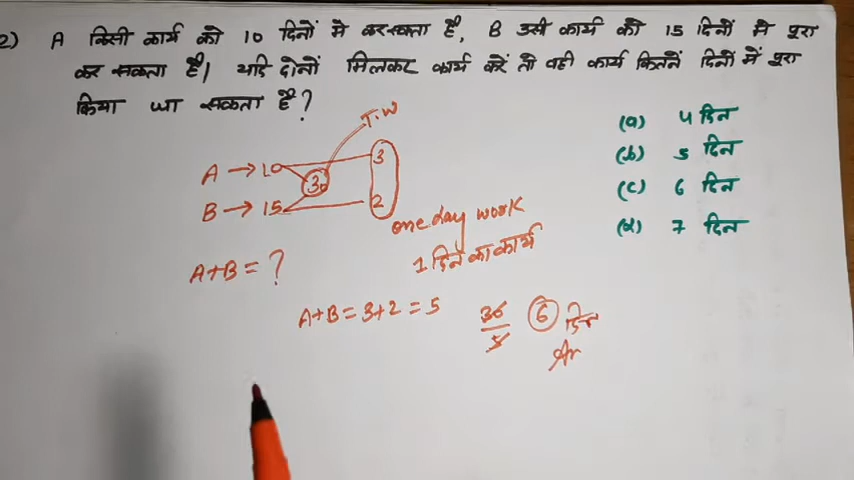 2) A किसी कार्य को 10 दिनों मे कर सकता है, B उसी कार्य को 15 दिनों मे पूरा
कर सकता है। यदि दोनों मिलकर कार्य करें तो वही कार्य कितनें दिनों में पूरा
किया जा सकता है?
T.W
(a) 4 दिन
(b) 5 दिन
(c) 6 दिन
(d) 7 दिन
A → 10 30 3
B → 15 2
one day work
1 दिन का कार्य
A+B = ?
A+B = 3+2 = 5
30/5 6 दिन
An